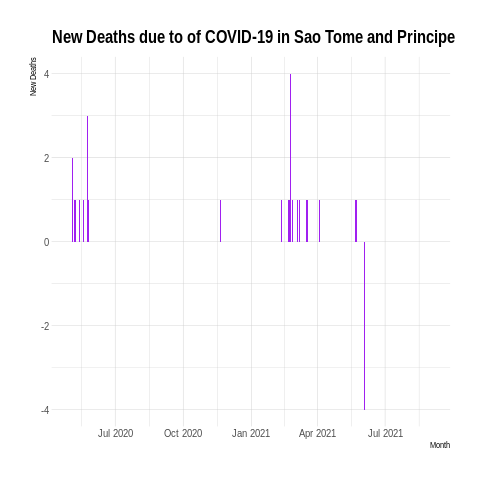 New Deaths due to of COVID-19 in Sao Tome and Principe
New Deaths
4
2
0
-2
-4
Jul 2020 Oct 2020 Jan 2021 Apr 2021 Jul 2021
Month